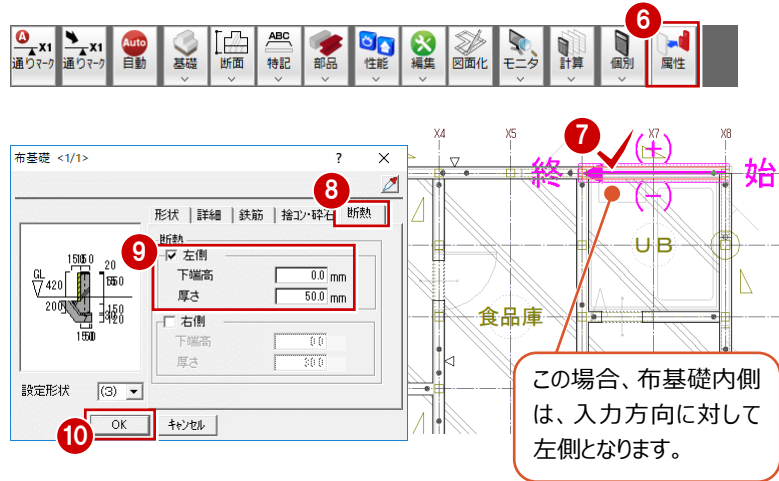 6
A X1 X1 Auto ABC
通りマーク 通りマーク 自動 基礎 断面 特記 部品 性能 編集 図面化 モニタ 計算 個別 属性
布基礎 <1/1> ? ×
8
形状 詳細 鉄筋 捨コン・砕石 断熱
9
断熱
左側
下端高 0.0 mm
厚さ 50.0 mm
右側
下端高 0.0
厚さ 30.0
GL
420
200
20
設定形状 (3)
10
OK キャンセル
X4 X5 X7 X8
7
(+)
終 始
(-)
UB
食品庫
この場合、布基礎内側
は、入力方向に対して
左側となります。